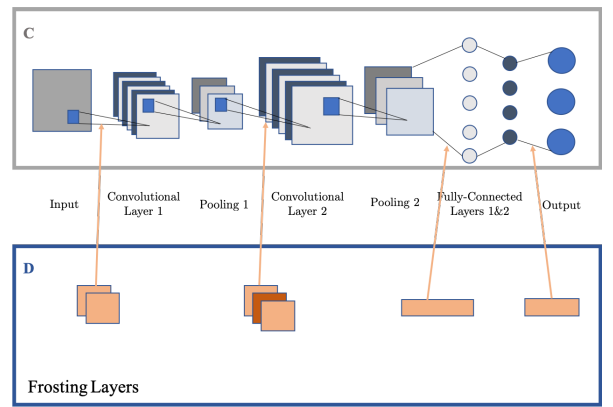 C
Input
Convolutional
Layer 1
Pooling 1
Convolutional
Layer 2
Pooling 2
Fully-Connected
Layers 1&2
Output
D
Frosting Layers